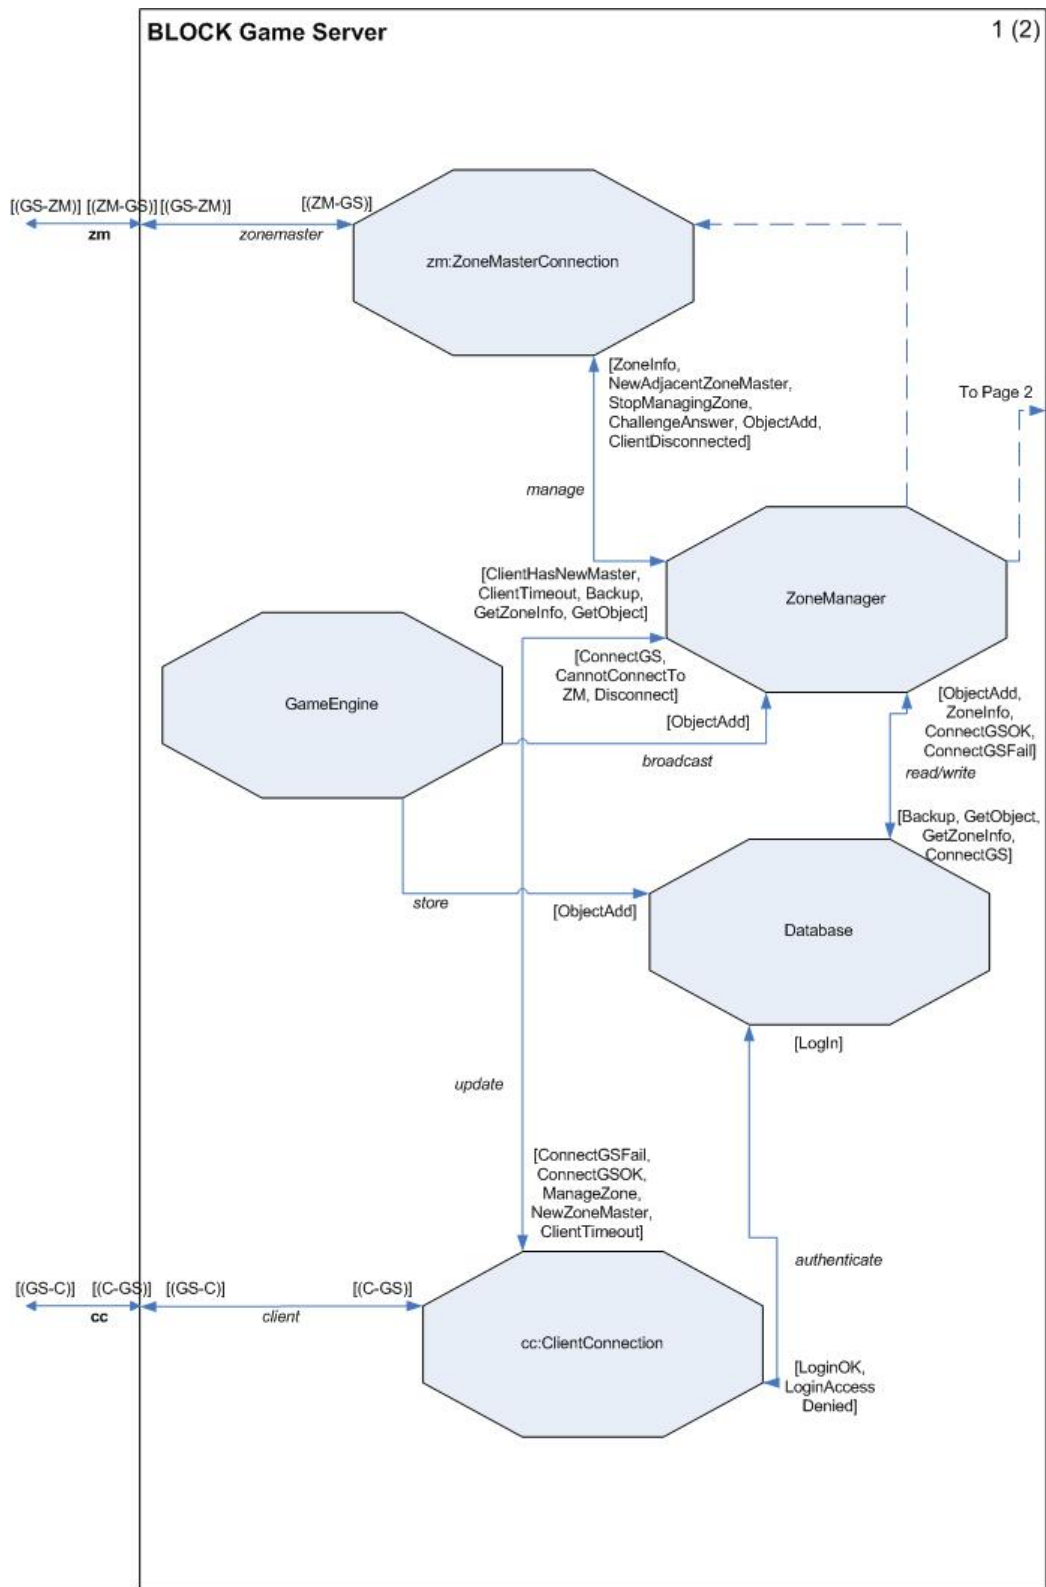 BLOCK Game Server
1 (2)
[(GS-ZM)] [(ZM-GS)] [(GS-ZM)] [(ZM-GS)]
zm
zonemaster
zm:ZoneMasterConnection
[ZoneInfo,
NewAdjacentZoneMaster,
StopManagingZone,
ChallengeAnswer, ObjectAdd,
ClientDisconnected]
To Page 2
manage
[ClientHasNewMaster,
ClientTimeout, Backup,
GetZoneInfo, GetObject]
ZoneManager
[ConnectGS,
CannotConnectTo
ZM, Disconnect]
GameEngine
[ObjectAdd]
broadcast
[ObjectAdd,
ZoneInfo,
ConnectGSOK,
ConnectGSFail]
read/write
[Backup, GetObject,
GetZoneInfo,
ConnectGS]
store
[ObjectAdd]
Database
[LogIn]
update
[ConnectGSFail,
ConnectGSOK,
ManageZone,
NewZoneMaster,
ClientTimeout]
authenticate
[(GS-C)] [(C-GS)] [(GS-C)] [(C-GS)]
cc
client
cc:ClientConnection
[LoginOK,
LoginAccess
Denied]